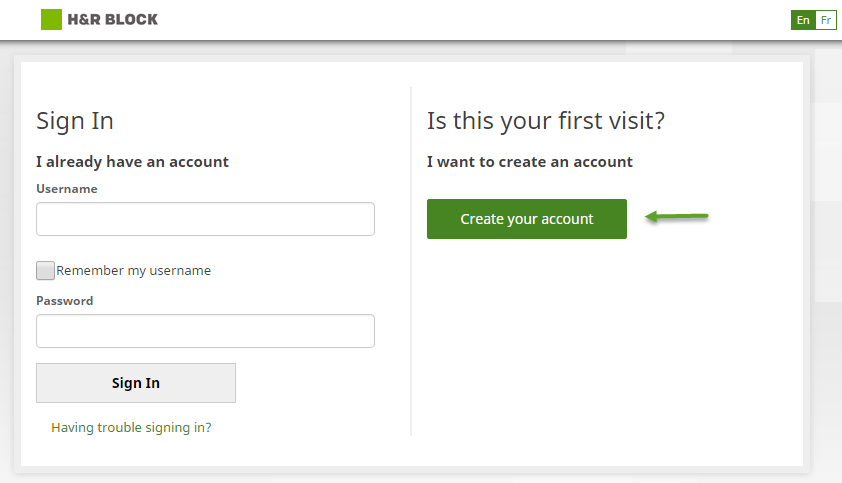 H&R BLOCK
En Fr
Sign In
I already have an account
Username
Remember my username
Password
Sign In
Having trouble signing in?
Is this your first visit?
I want to create an account
Create your account